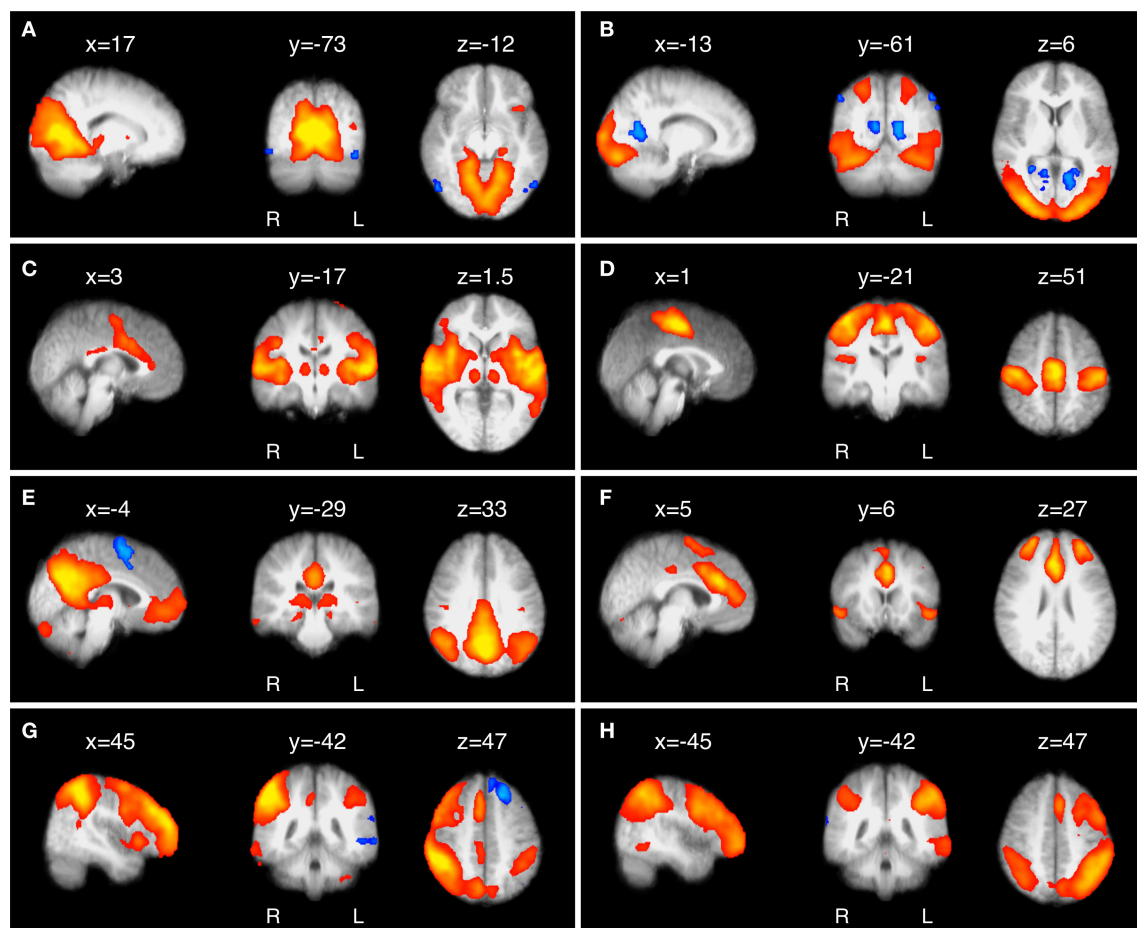 A
x=17 y=-73 z=-12
R L
B
x=-13 y=-61 z=6
R L
C
x=3 y=-17 z=1.5
R L
D
x=1 y=-21 z=51
R L
E
x=-4 y=-29 z=33
R L
F
x=5 y=6 z=27
R L
G
x=45 y=-42 z=47
R L
H
x=-45 y=-42 z=47
R L